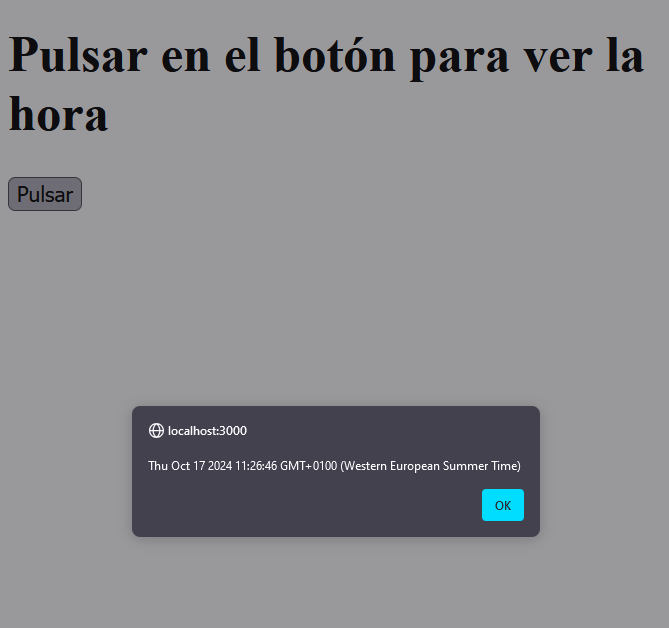 Pulsar en el botón para ver la
hora
Pulsar
localhost:3000
Thu Oct 17 2024 11:26:46 GMT+0100 (Western European Summer Time)
OK